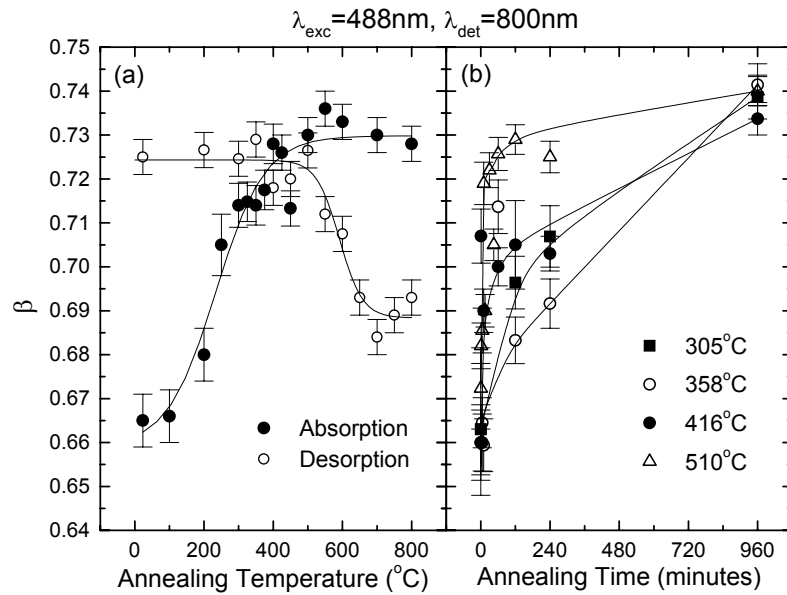 λexc=488nm, λdet=800nm
(a)
(b)
β
0.75
0.74
0.73
0.72
0.71
0.70
0.69
0.68
0.67
0.66
0.65
0.64
Absorption
Desorption
305°C
358°C
416°C
510°C
0 200 400 600 800
0 240 480 720 960
Annealing Temperature (°C)
Annealing Time (minutes)